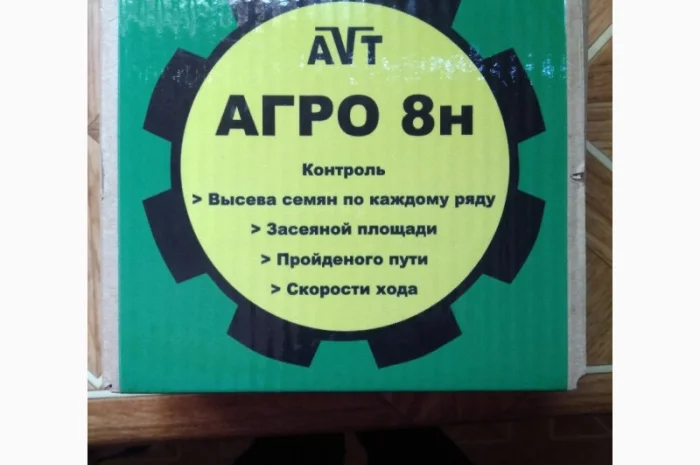 AVT
АГРО 8н
Контроль
> Высева семян по каждому ряду
> Засеяной площади
> Пройденого пути
> Скорости хода